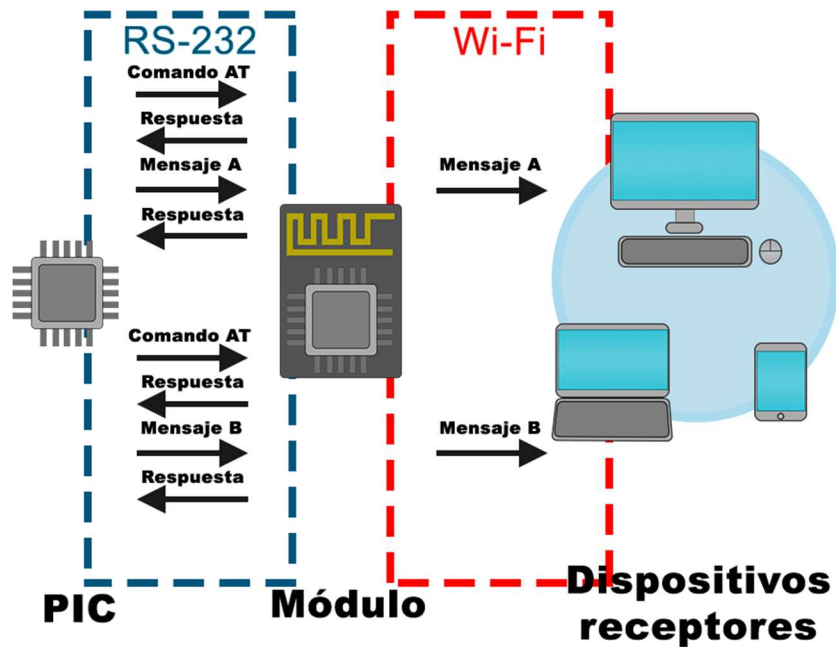 RS-232
Wi-Fi
Comando AT
Respuesta
Mensaje A
Mensaje A
Respuesta
Comando AT
Respuesta
Mensaje B
Mensaje B
Respuesta
PIC
Módulo
Dispositivos
receptores